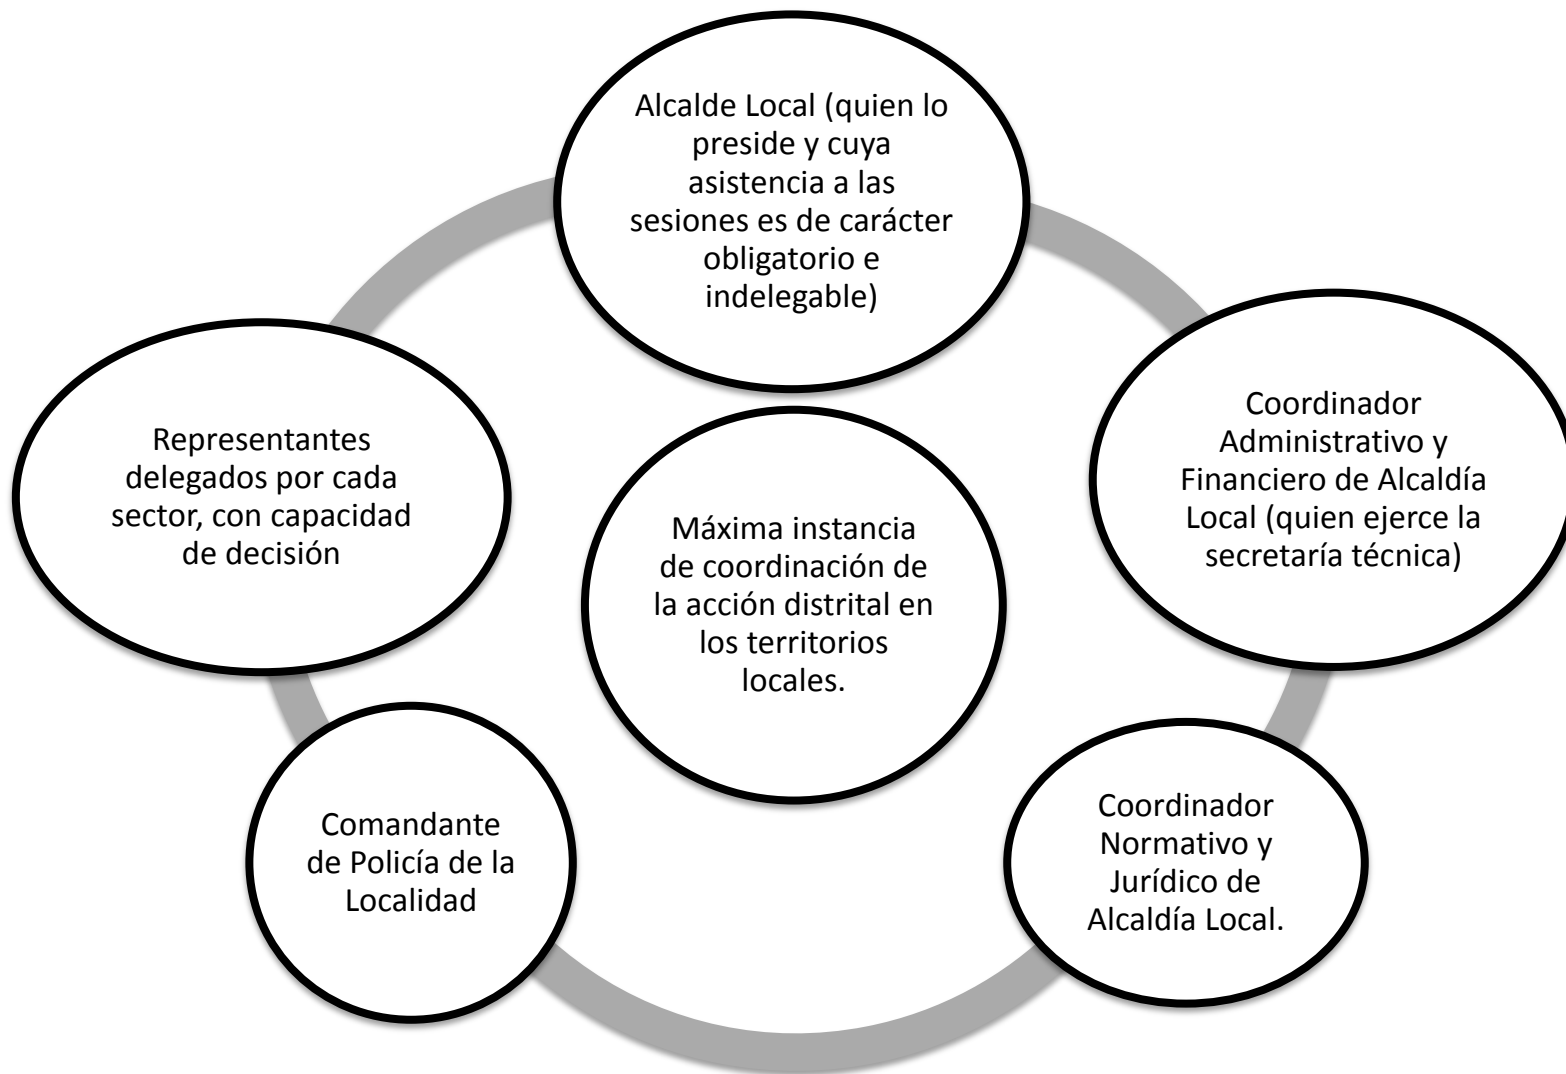 Alcalde Local (quien lo
preside y cuya
asistencia a las
sesiones es de carácter
obligatorio e
indelegable)
Coordinador
Administrativo y
Financiero de Alcaldía
Local (quien ejerce la
secretaría técnica)
Coordinador
Normativo y
Jurídico de
Alcaldía Local.
Comandante
de Policía de la
Localidad
Representantes
delegados por cada
sector, con capacidad
de decisión
Máxima instancia
de coordinación de
la acción distrital en
los territorios
locales.